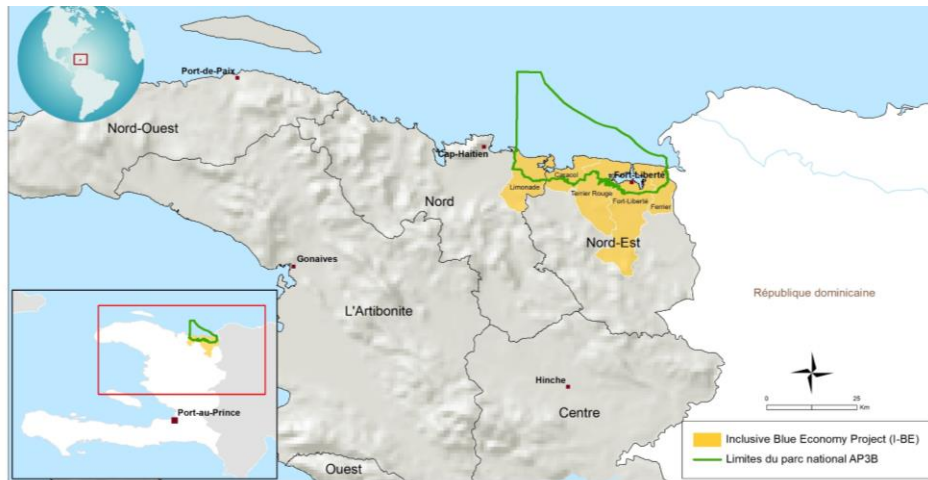 Port-de-Paix
Nord-Ouest
Cap-Haïtien
Nord
Limonade
Caracol
Terrier Rouge
Fort-Liberté
Fort-Liberté
Ferrier
Nord-Est
Gonaives
L'Artibonite
République dominicaine
Hinche
Centre
Ouest
Port-au-Prince
0 25
Km
Inclusive Blue Economy Project (I-BE)
Limites du parc national AP3B